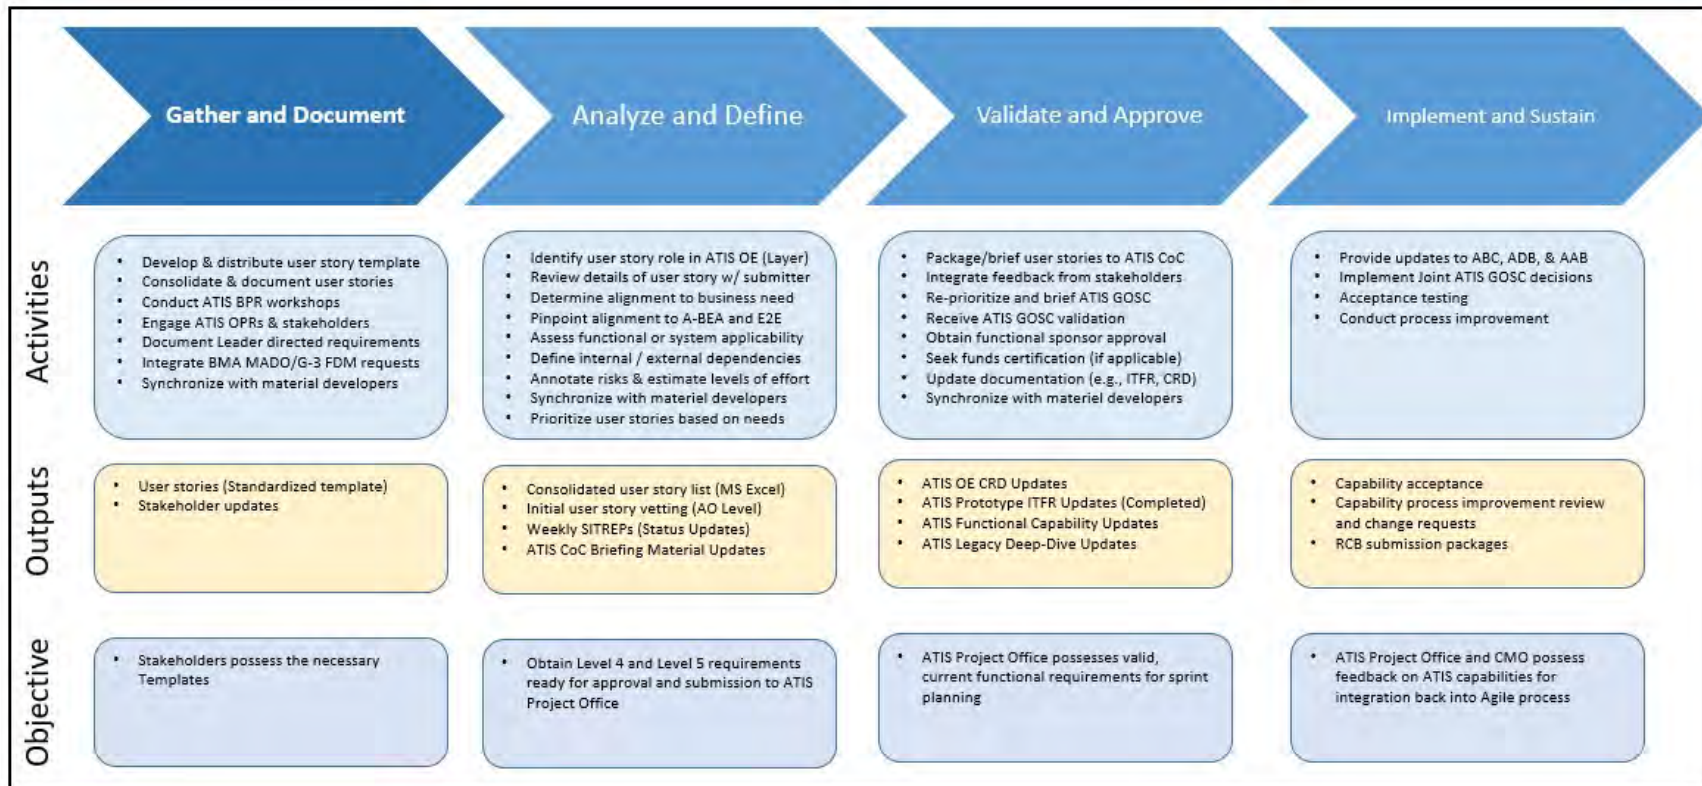 Gather and Document
Analyze and Define
Validate and Approve
Implement and Sustain
Activities
• Develop & distribute user story template
• Consolidate & document user stories
• Conduct ATIS BPR workshops
• Engage ATIS OPRs & stakeholders
• Document Leader directed requirements
• Integrate BMA MADO/G-3 FDM requests
• Synchronize with material developers
• Identify user story role in ATIS OE (Layer)
• Review details of user story w/ submitter
• Determine alignment to business need
• Pinpoint alignment to A-BEA and E2E
• Assess functional or system applicability
• Define internal / external dependencies
• Annotate risks & estimate levels of effort
• Synchronize with materiel developers
• Prioritize user stories based on needs
• Package/brief user stories to ATIS CoC
• Integrate feedback from stakeholders
• Re-prioritize and brief ATIS GOSC
• Receive ATIS GOSC validation
• Obtain functional sponsor approval
• Seek funds certification (if applicable)
• Update documentation (e.g., ITFR, CRD)
• Synchronize with materiel developers
• Provide updates to ABC, ADB, & AAB
• Implement Joint ATIS GOSC decisions
• Acceptance testing
• Conduct process improvement
Outputs
• User stories (Standardized template)
• Stakeholder updates
• Consolidated user story list (MS Excel)
• Initial user story vetting (AO Level)
• Weekly SITREPs (Status Updates)
• ATIS CoC Briefing Material Updates
• ATIS OE CRD Updates
• ATIS Prototype ITFR Updates (Completed)
• ATIS Functional Capability Updates
• ATIS Legacy Deep-Dive Updates
• Capability acceptance
• Capability process improvement review
and change requests
• RCB submission packages
Objective
• Stakeholders possess the necessary
Templates
• Obtain Level 4 and Level 5 requirements
ready for approval and submission to ATIS
Project Office
• ATIS Project Office possesses valid,
current functional requirements for sprint
planning
• ATIS Project Office and CMO possess
feedback on ATIS capabilities for
integration back into Agile process